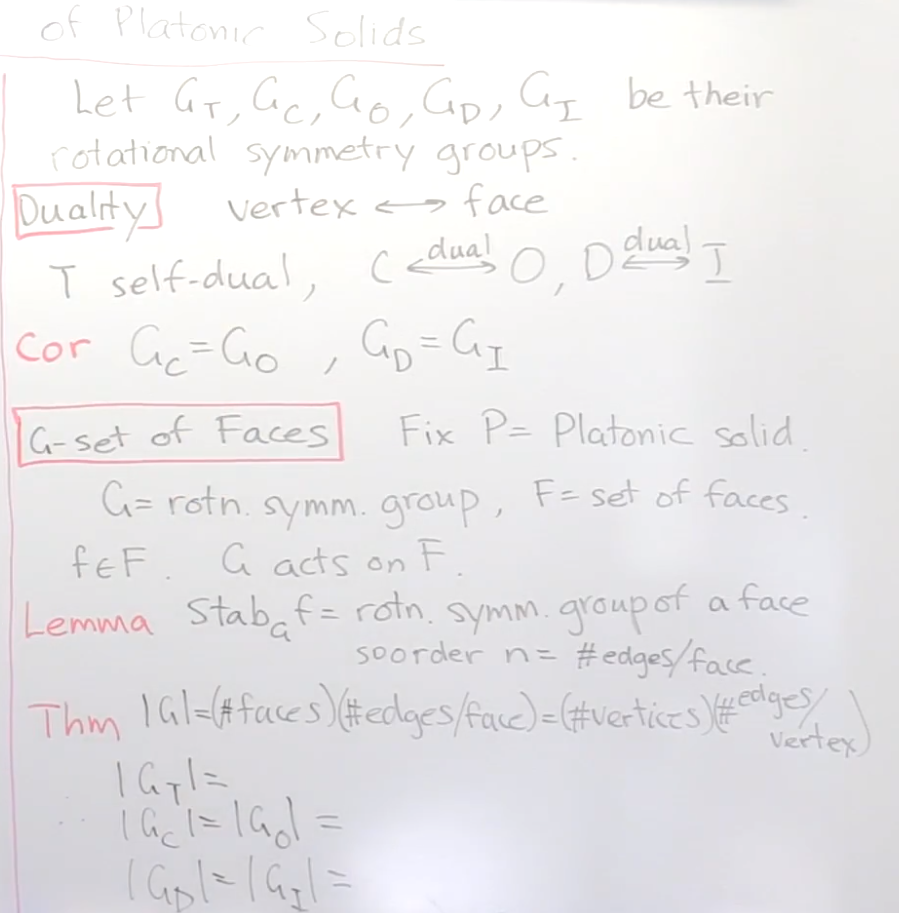 of Platonic Solids
Let G_T, G_C, G_O, G_D, G_I be their
rotational symmetry groups.
Duality vertex ↔ face
T self-dual, C ⟷dual O, D ⟷dual I
Cor G_C = G_O , G_D = G_I
G-set of Faces Fix P = Platonic solid.
G = rotn. symm. group, F = set of faces.
f ∈ F. G acts on F.
Lemma Stab_G f = rotn. symm. group of a face
so order n = #edges/face.
Thm |G| = (#faces)(#edges/face) = (#vertices)(#edges/vertex)
|G_T| =
|G_C| = |G_O| =
|G_D| = |G_I| =